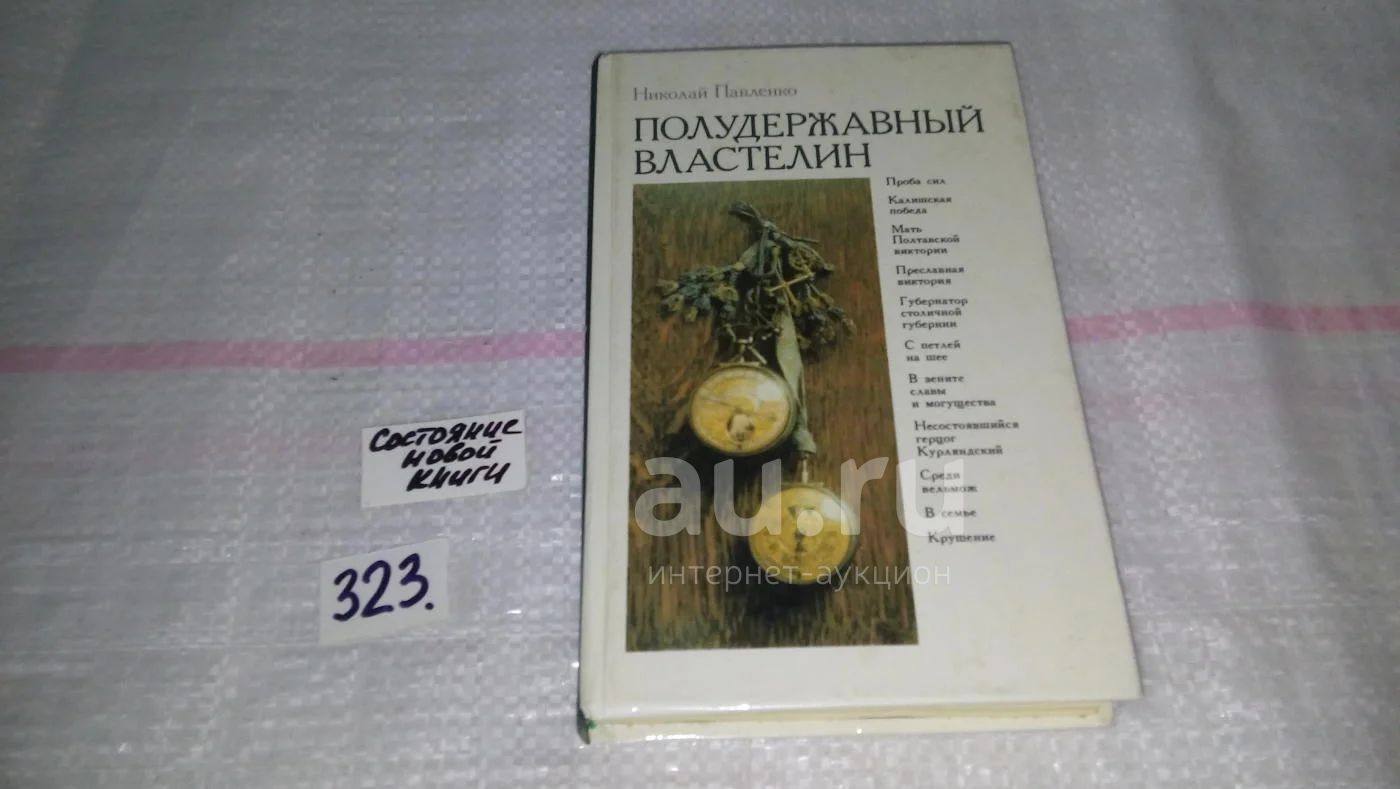 Николай Павленко
ПОЛУДЕРЖАВНЫЙ
ВЛАСТЕЛИН
Проба сил
Калишская
победа
Мать
Полтавской
виктории
Преславная
виктория
Губернатор
столичной
губернии
С петлей
на шее
В зените
славы
и могущества
Несостоявшийся
герцог
Курляндский
Среди
вельмож
В семье
Крушение
Состояние
новой
книги
323.
au.ru
интернет-аукцион